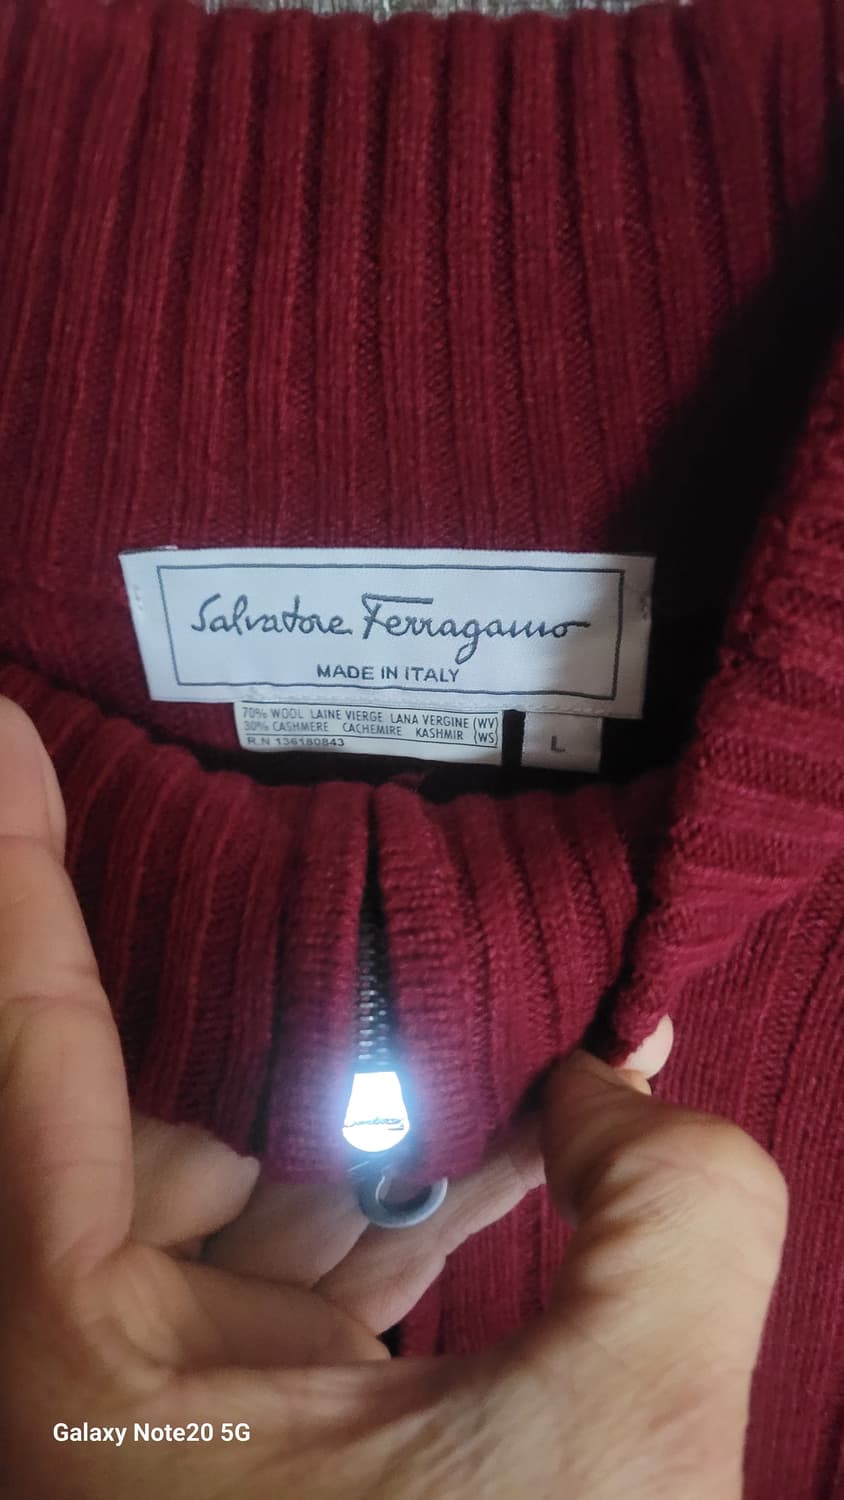 Salvatore Ferragamo
MADE IN ITALY
70% WOOL LAINE VIERGE LANA VERGINE (WV)
30% CASHMERE CACHEMIRE KASHMIR (WS)
R.N 136180843
L
Galaxy Note20 5G